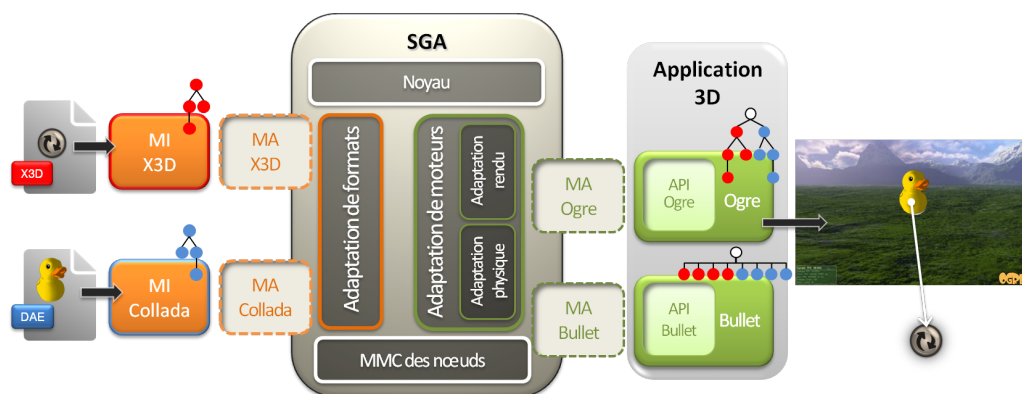 SGA
Noyau
X3D
MI
X3D
MA
X3D
Adaptation de formats
Adaptation de moteurs
Adaptation
rendu
Adaptation
physique
DAE
MI
Collada
MA
Collada
MMC des nœuds
MA
Ogre
MA
Bullet
Application
3D
API
Ogre
Ogre
API
Bullet
Bullet